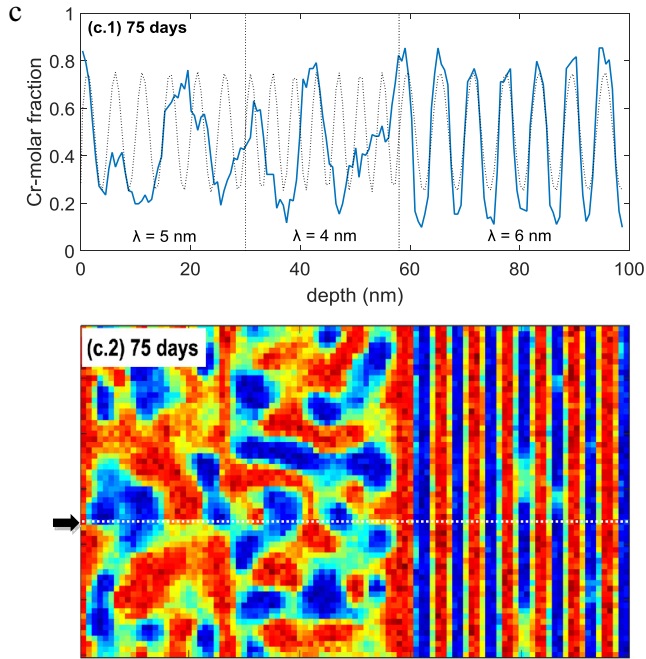 c
(c.1) 75 days
1
0.8
0.6
0.4
0.2
0
Cr-molar fraction
λ = 5 nm
λ = 4 nm
λ = 6 nm
0
20
40
60
80
100
depth (nm)
(c.2) 75 days